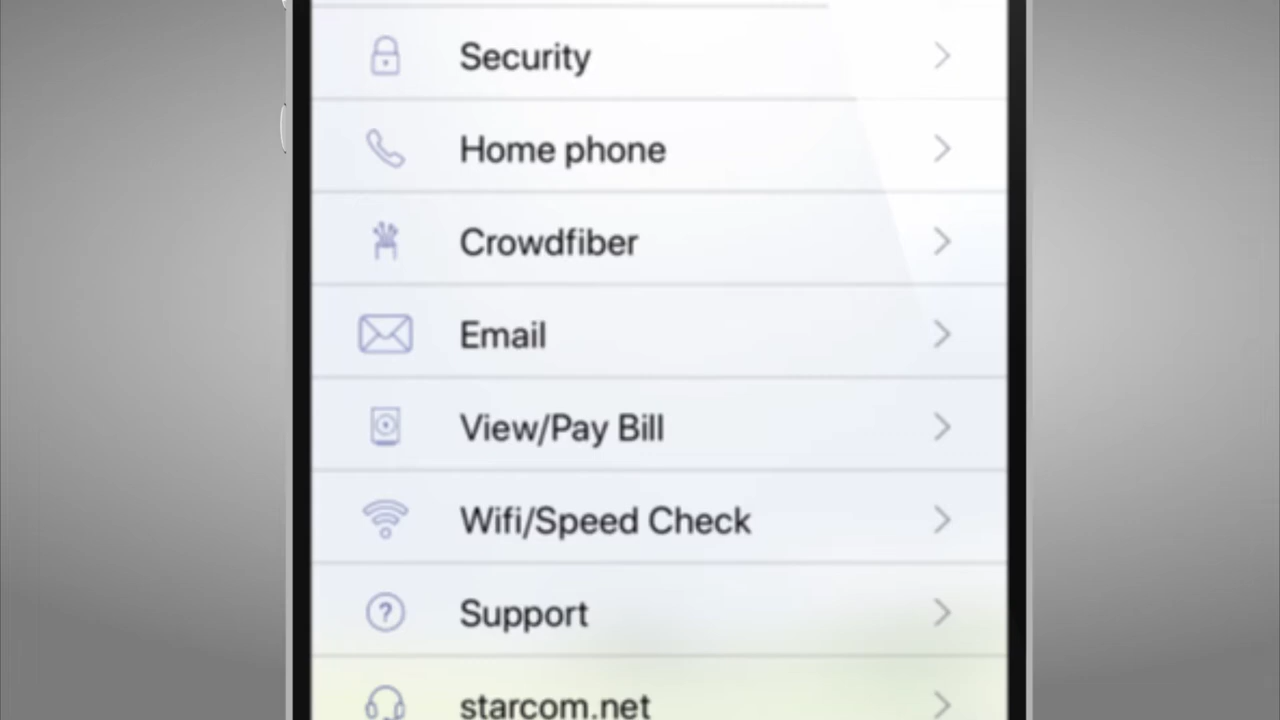 Security
Home phone
Crowdfiber
Email
View/Pay Bill
Wifi/Speed Check
Support
starcom.net